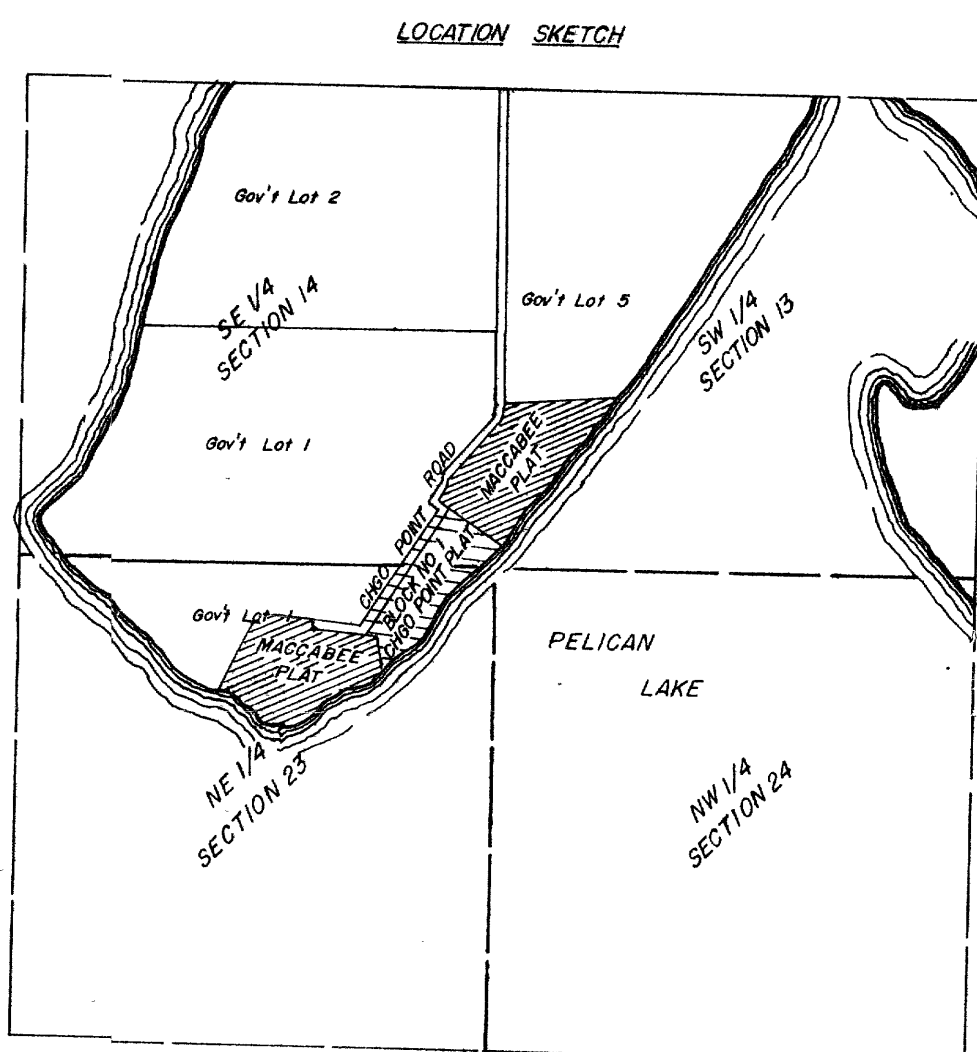 LOCATION SKETCH
Gov't Lot 2
SE 1/4
SECTION 14
Gov't Lot 5
SW 1/4
SECTION 13
Gov't Lot 1
CHGO POINT ROAD
MACCABEE
PLAT
BLOCK NO 1
CHGO POINT PLAT
Gov't Lot 1
MACCABEE
PLAT
PELICAN
LAKE
NE 1/4
SECTION 23
NW 1/4
SECTION 24